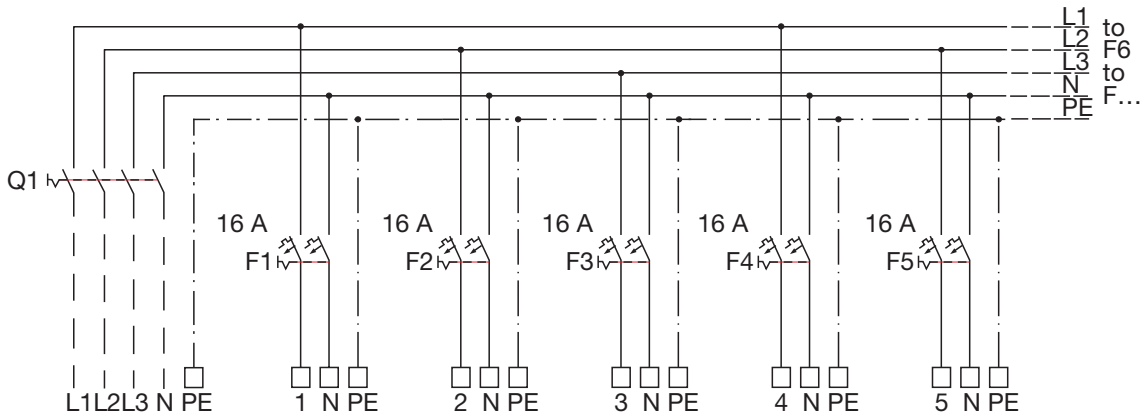 L1 to
L2 F6
L3 to
N F...
PE
Q1
16 A 16 A 16 A 16 A 16 A
F1 F2 F3 F4 F5
L1 L2 L3 N PE 1 N PE 2 N PE 3 N PE 4 N PE 5 N PE